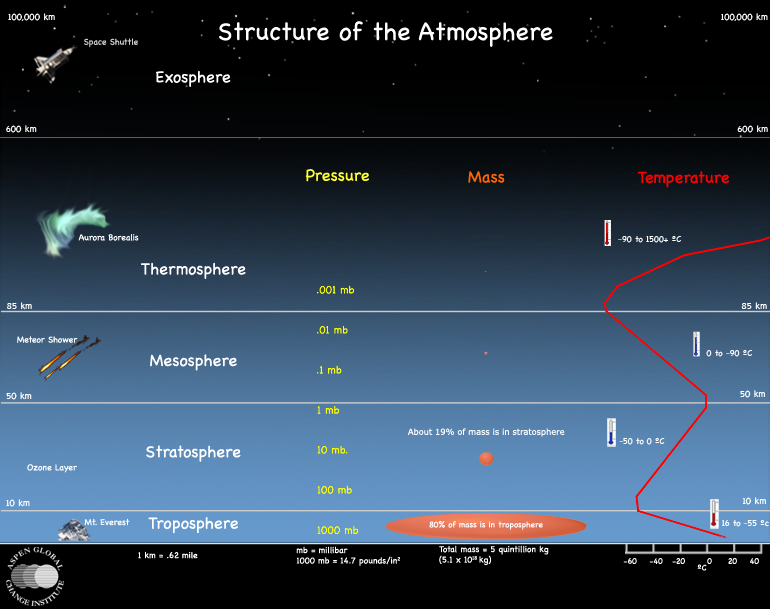 100,000 km
Structure of the Atmosphere
100,000 km
Space Shuttle
Exosphere
600 km
600 km
Pressure
Mass
Temperature
Aurora Borealis
-90 to 1500+ ºC
Thermosphere
.001 mb
85 km
85 km
Meteor Shower
.01 mb
Mesosphere
0 to -90 ºC
.1 mb
50 km
50 km
1 mb
About 19% of mass is in stratosphere
-50 to 0 ºC
Stratosphere
10 mb.
Ozone Layer
100 mb
10 km
10 km
Mt. Everest
Troposphere
1000 mb
80% of mass is in troposphere
16 to -55 ºc
1 km = .62 mile
mb = millibar
1000 mb = 14.7 pounds/in²
Total mass = 5 quintillion kg
(5.1 x 10¹⁸ kg)
-60 -40 -20 0 20 40
ºC
ASPEN GLOBAL
CHANGE INSTITUTE